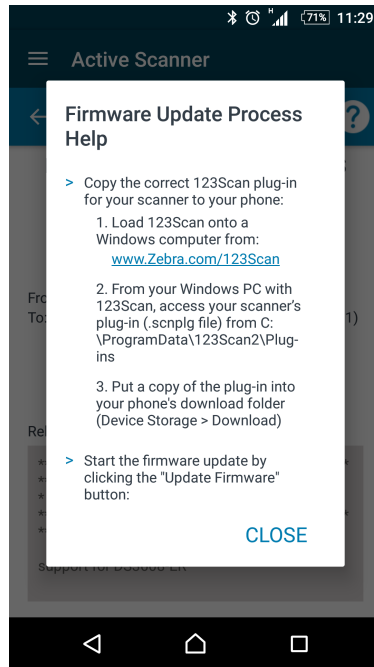 H 71% 11:29
Active Scanner
Firmware Update Process
Help
> Copy the correct 123Scan plug-in
for your scanner to your phone:
1. Load 123Scan onto a
Windows computer from:
www.Zebra.com/123Scan
2. From your Windows PC with
123Scan, access your scanner's
plug-in (.scnplg file) from C:
\ProgramData\123Scan2\Plug-
ins
3. Put a copy of the plug-in into
your phone's download folder
(Device Storage > Download)
> Start the firmware update by
clicking the "Update Firmware"
button:
CLOSE
To:
1)
support for DS3608-ER